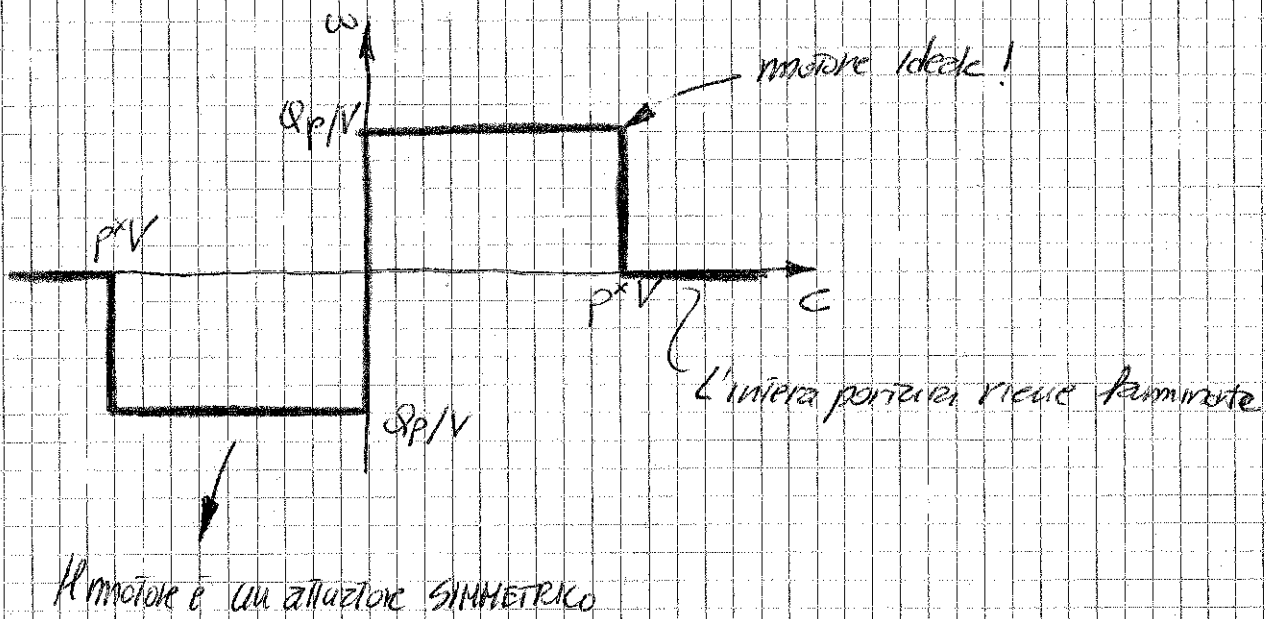 ω
motore ideale!
Qp/V
p*V
p*V
C
L'intera portata viene laminata
Qp/V
Il motore è un attuatore SIMMETRICO